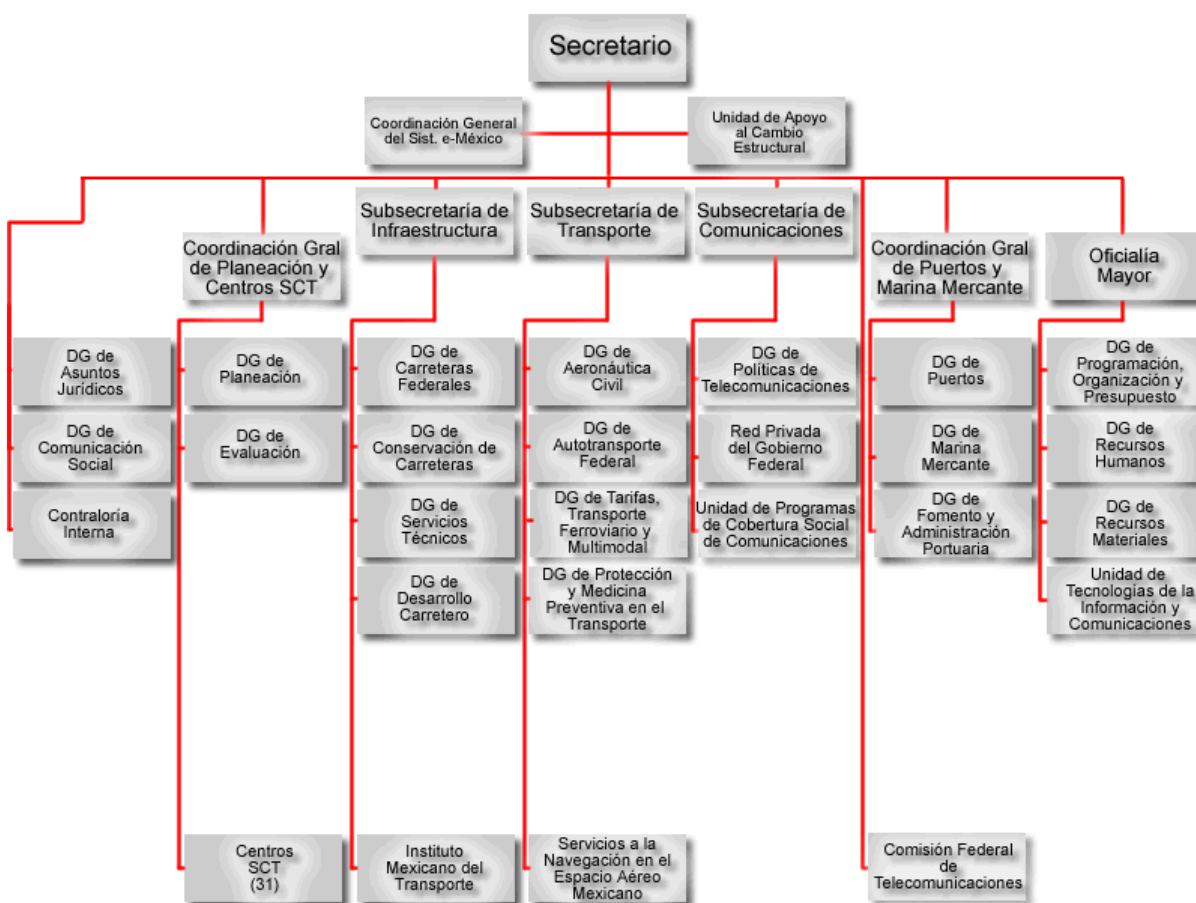 Secretario
Coordinación General
del Sist. e-México
Unidad de Apoyo
al Cambio
Estructural
Subsecretaría de
Infraestructura
Subsecretaría de
Transporte
Subsecretaría de
Comunicaciones
Coordinación Gral
de Planeación y
Centros SCT
Coordinación Gral
de Puertos y
Marina Mercante
Oficialía
Mayor
DG de
Asuntos
Jurídicos
DG de
Comunicación
Social
Contraloría
Interna
DG de
Planeación
DG de
Evaluación
Centros
SCT
(31)
DG de
Carreteras
Federales
DG de
Conservación de
Carreteras
DG de
Servicios
Técnicos
DG de
Desarrollo
Carretero
Instituto
Mexicano del
Transporte
DG de
Aeronáutica
Civil
DG de
Autotransporte
Federal
DG de Tarifas,
Transporte
Ferroviario y
Multimodal
DG de Protección
y Medicina
Preventiva en el
Transporte
Servicios a la
Navegación en el
Espacio Aéreo
Mexicano
DG de
Políticas de
Telecomunicaciones
Red Privada
del Gobierno
Federal
Unidad de Programas
de Cobertura Social
de Comunicaciones
DG de
Puertos
DG de
Marina
Mercante
DG de
Fomento y
Administración
Portuaria
Comisión Federal
de
Telecomunicaciones
DG de
Programación,
Organización y
Presupuesto
DG de
Recursos
Humanos
DG de
Recursos
Materiales
Unidad de
Tecnologías de la
Información y
Comunicaciones